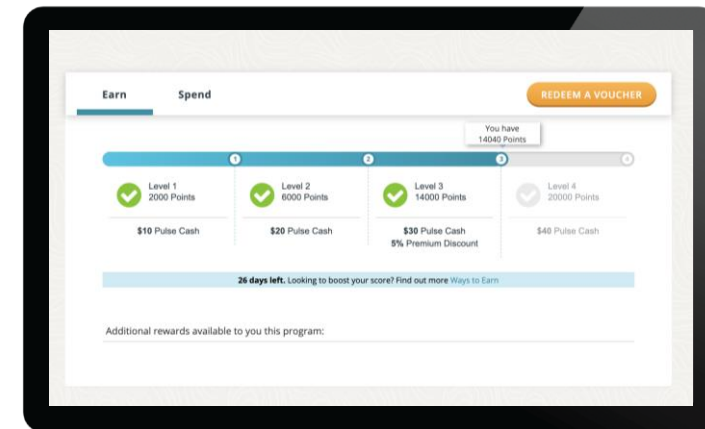 Earn
Spend
REDEEM A VOUCHER
You have
14040 Points
1
2
3
4
Level 1
2000 Points
Level 2
6000 Points
Level 3
14000 Points
Level 4
20000 Points
$10 Pulse Cash
$20 Pulse Cash
$30 Pulse Cash
5% Premium Discount
$40 Pulse Cash
26 days left. Looking to boost your score? Find out more Ways to Earn
Additional rewards available to you this program: